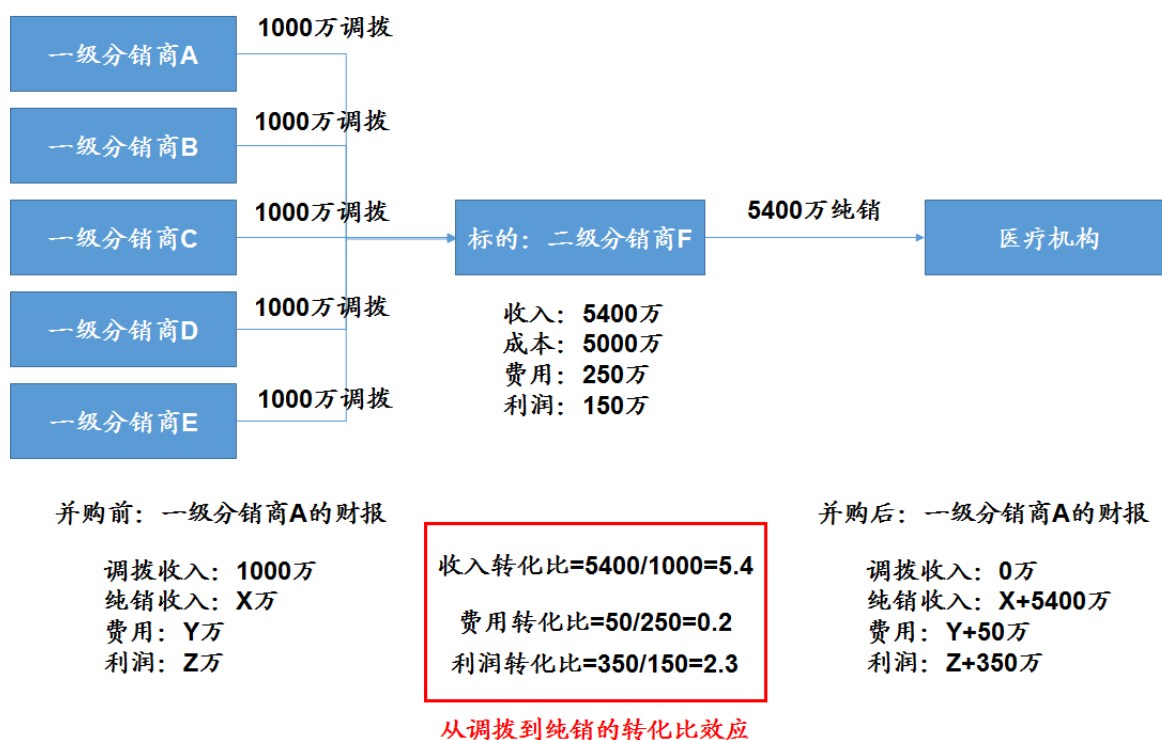 1000万调拨
一级分销商A
1000万调拨
一级分销商B
1000万调拨
5400万纯销
一级分销商C
标的：二级分销商F
医疗机构
1000万调拨
一级分销商D
收入：5400万
成本：5000万
费用：250万
利润：150万
1000万调拨
一级分销商E
并购前：一级分销商A的财报
调拨收入：1000万
纯销收入：X万
费用：Y万
利润：Z万
收入转化比=5400/1000=5.4
费用转化比=50/250=0.2
利润转化比=350/150=2.3
从调拨到纯销的转化比效应
并购后：一级分销商A的财报
调拨收入：0万
纯销收入：X+5400万
费用：Y+50万
利润：Z+350万